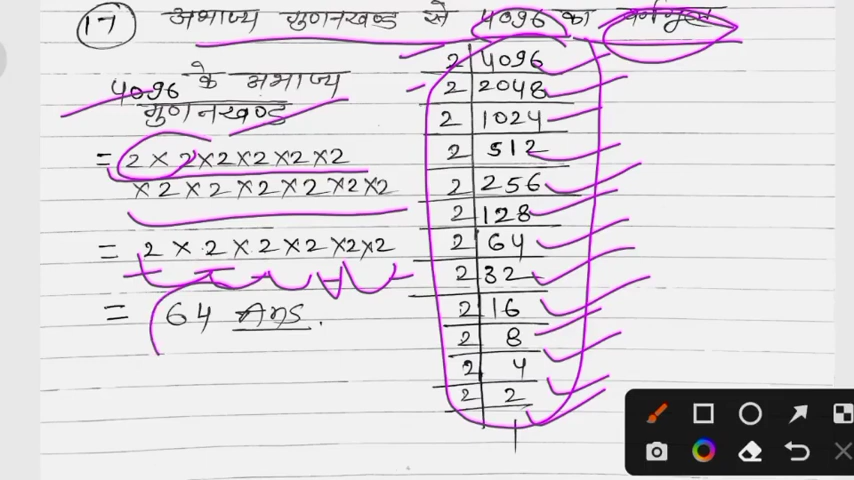 17 अभाज्य गुणनखण्ड से 4096 का वर्गमूल
4096 के अभाज्य
गुणनखण्ड
= 2 × 2 × 2 × 2 × 2 × 2
× 2 × 2 × 2 × 2 × 2 × 2
= 2 × 2 × 2 × 2 × 2 × 2
= 64 Ans.
2 | 4096
2 | 2048
2 | 1024
2 | 512
2 | 256
2 | 128
2 | 64
2 | 32
2 | 16
2 | 8
2 | 4
2 | 2
1